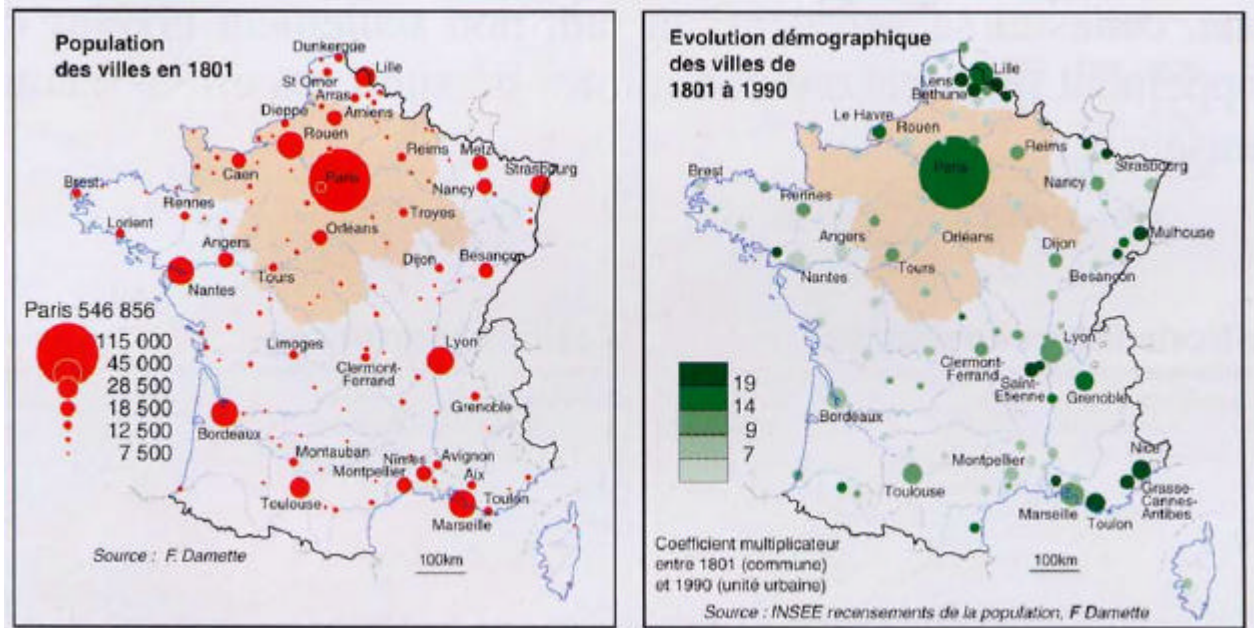 Population
des villes en 1801
Dunkerque
Lille
St Omer
Arras
Dieppe
Amiens
Rouen
Reims
Metz
Caen
Paris
Strasbourg
Brest
Nancy
Rennes
Troyes
Lorient
Orléans
Angers
Dijon
Besançon
Tours
Nantes
Paris 546 856
115 000
45 000
28 500
18 500
12 500
7 500
Limoges
Lyon
Clermont-
Ferrand
Grenoble
Bordeaux
Montauban
Nîmes
Avignon
Montpellier
Aix
Toulouse
Toulon
Marseille
Source : F. Damette
100km
Evolution démographique
des villes de
1801 à 1990
Lille
Lens
Béthune
Le Havre
Rouen
Reims
Paris
Strasbourg
Brest
Nancy
Rennes
Angers
Orléans
Mulhouse
Dijon
Tours
Besançon
Nantes
19
14
9
7
Lyon
Clermont-
Ferrand
Saint-
Etienne
Grenoble
Bordeaux
Nice
Montpellier
Toulouse
Grasse-
Cannes-
Antibes
Marseille
Toulon
Coefficient multiplicateur
entre 1801 (commune)
et 1990 (unité urbaine)
100km
Source : INSEE recensements de la population, F Damette